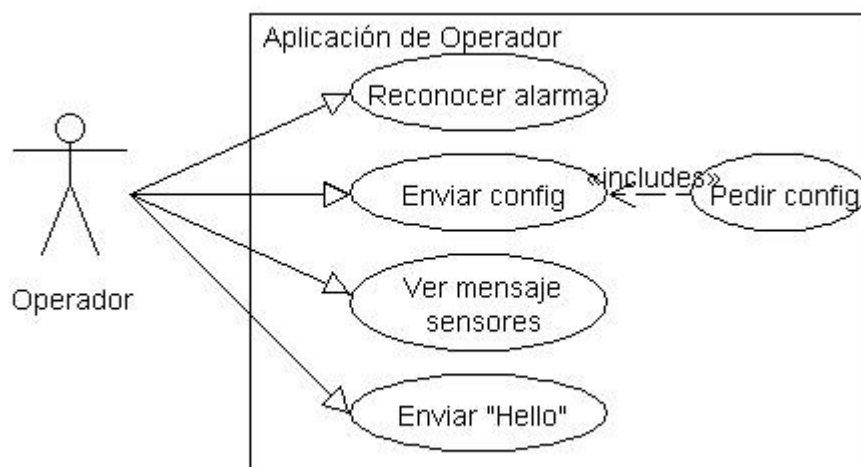 Aplicación de Operador
Reconocer alarma
Enviar config
«includes»
Pedir config
Ver mensaje
sensores
Operador
Enviar "Hello"